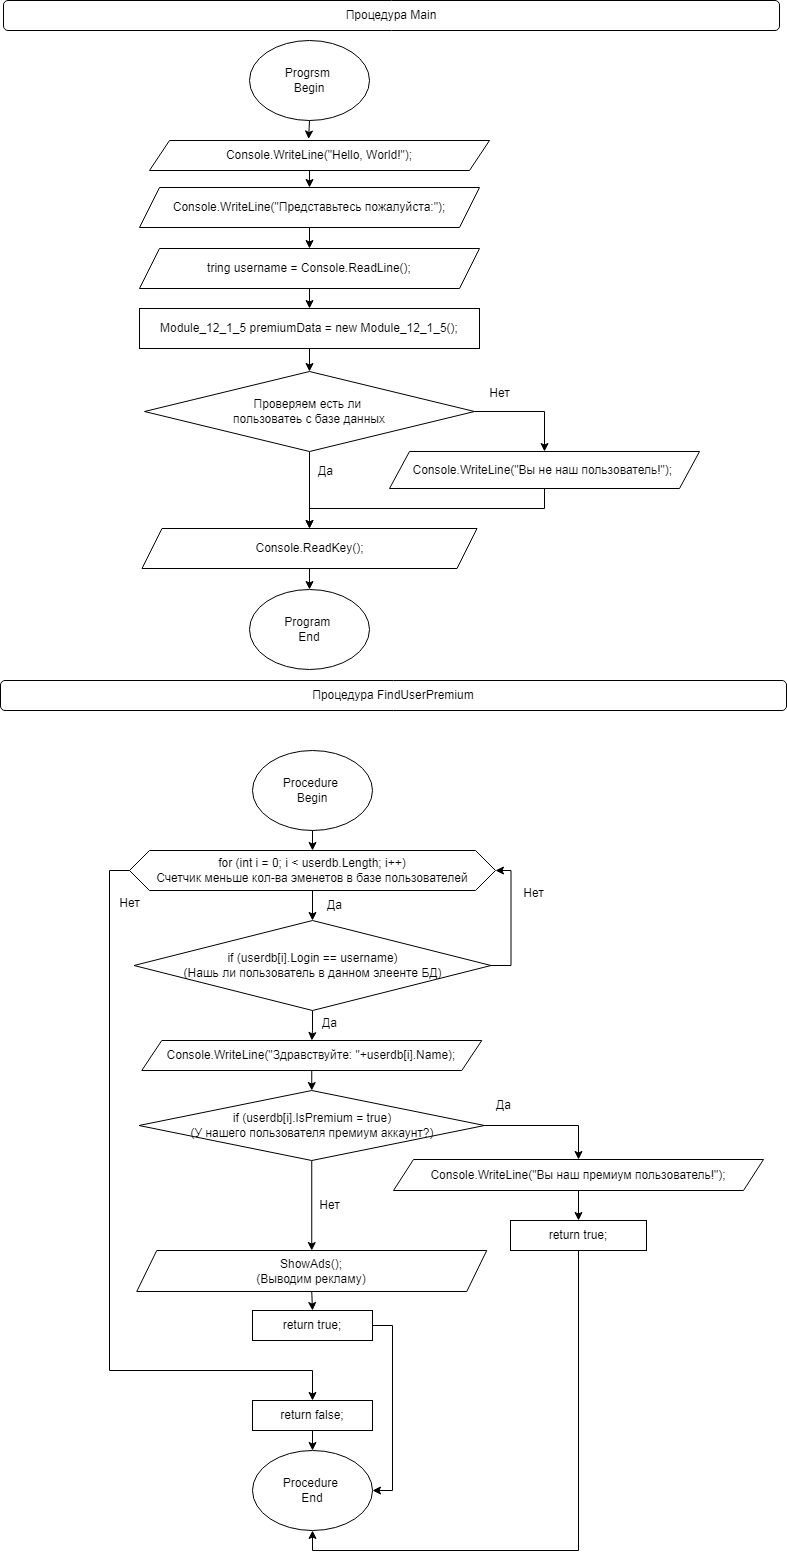 Процедура Main
Progrsm
Begin
Console.WriteLine("Hello, World!");
Console.WriteLine("Представьтесь пожалуйста:");
tring username = Console.ReadLine();
Module_12_1_5 premiumData = new Module_12_1_5();
Проверяем есть ли
пользоватеь с базе данных
Нет
Да
Console.WriteLine("Вы не наш пользователь!");
Console.ReadKey();
Program
End
Процедура FindUserPremium
Procedure
Begin
for (int i = 0; i < userdb.Length; i++)
Счетчик меньше кол-ва эменетов в базе пользователей
Нет
Да
Нет
if (userdb[i].Login == username)
(Нашь ли пользователь в данном элеенте БД)
Да
Console.WriteLine("Здравствуйте: "+userdb[i].Name);
if (userdb[i].IsPremium = true)
(У нашего пользователя премиум аккаунт?)
Да
Console.WriteLine("Вы наш премиум пользователь!");
Нет
return true;
ShowAds();
(Выводим рекламу)
return true;
return false;
Procedure
End